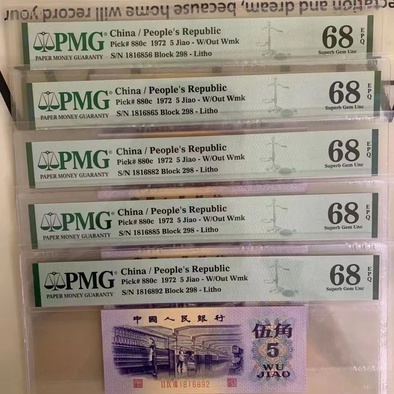 ctation and dream, because home will record your
PMG
PAPER MONEY GUARANTY
China / People's Republic
Pick# 880c 1972 5 Jiao - W/Out Wmk
S/N 1816856 Block 298 - Litho
68 EPQ
Superb Gem Unc
PMG
PAPER MONEY GUARANTY
China / People's Republic
Pick# 880c 1972 5 Jiao - W/Out Wmk
S/N 1816865 Block 298 - Litho
68 EPQ
Superb Gem Unc
PMG
PAPER MONEY GUARANTY
China / People's Republic
Pick# 880c 1972 5 Jiao - W/Out Wmk
S/N 1816882 Block 298 - Litho
68 EPQ
Superb Gem Unc
PMG
PAPER MONEY GUARANTY
China / People's Republic
Pick# 880c 1972 5 Jiao - W/Out Wmk
S/N 1816885 Block 298 - Litho
68 EPQ
Superb Gem Unc
PMG
PAPER MONEY GUARANTY
China / People's Republic
Pick# 880c 1972 5 Jiao - W/Out Wmk
S/N 1816892 Block 298 - Litho
68 EPQ
Superb Gem Unc
中国人民银行
伍角
5
WU
JIAO
1816892